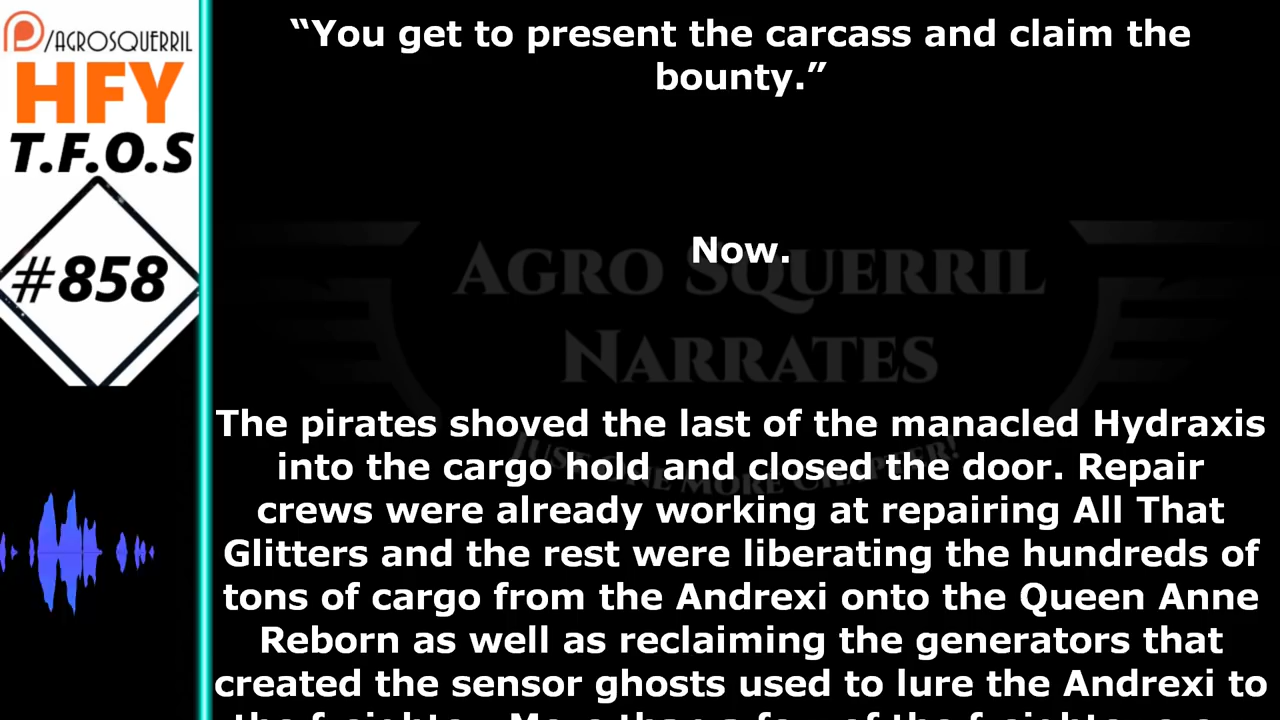 /AGROSQUERRIL
HFY
T.F.O.S
#858
“You get to present the carcass and claim the
bounty.”
Now.
AGRO SQUERRIL
NARRATES
JUST ONE MORE CHAPTER!
The pirates shoved the last of the manacled Hydraxis
into the cargo hold and closed the door. Repair
crews were already working at repairing All That
Glitters and the rest were liberating the hundreds of
tons of cargo from the Andrexi onto the Queen Anne
Reborn as well as reclaiming the generators that
created the sensor ghosts used to lure the Andrexi to